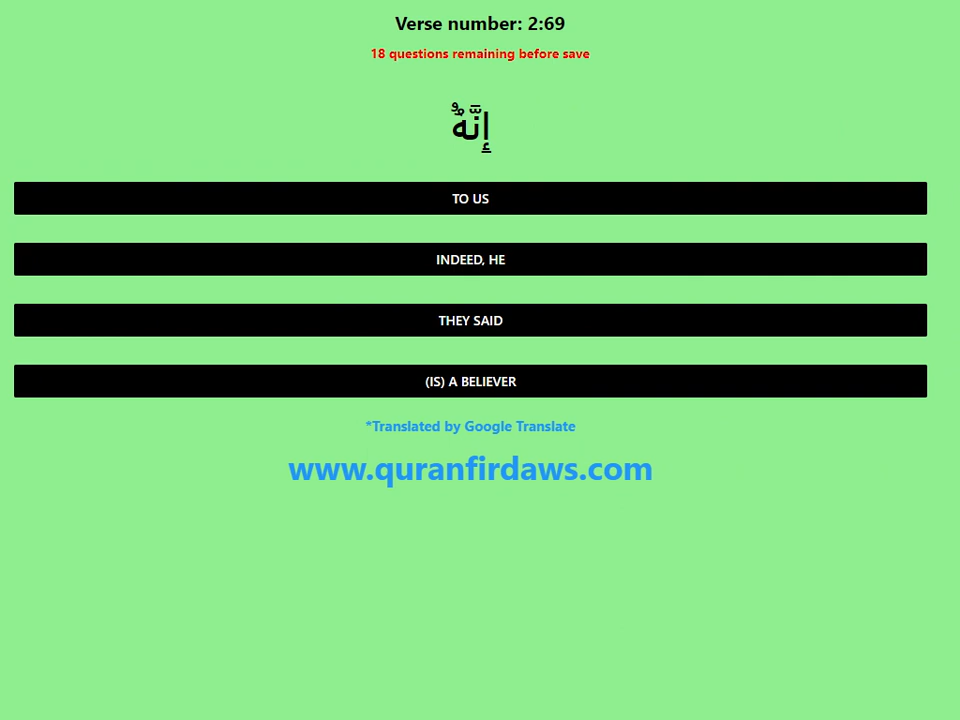 Verse number: 2:69
18 questions remaining before save
إِنَّهُۥ
TO US
INDEED, HE
THEY SAID
(IS) A BELIEVER
*Translated by Google Translate
www.quranfirdaws.com